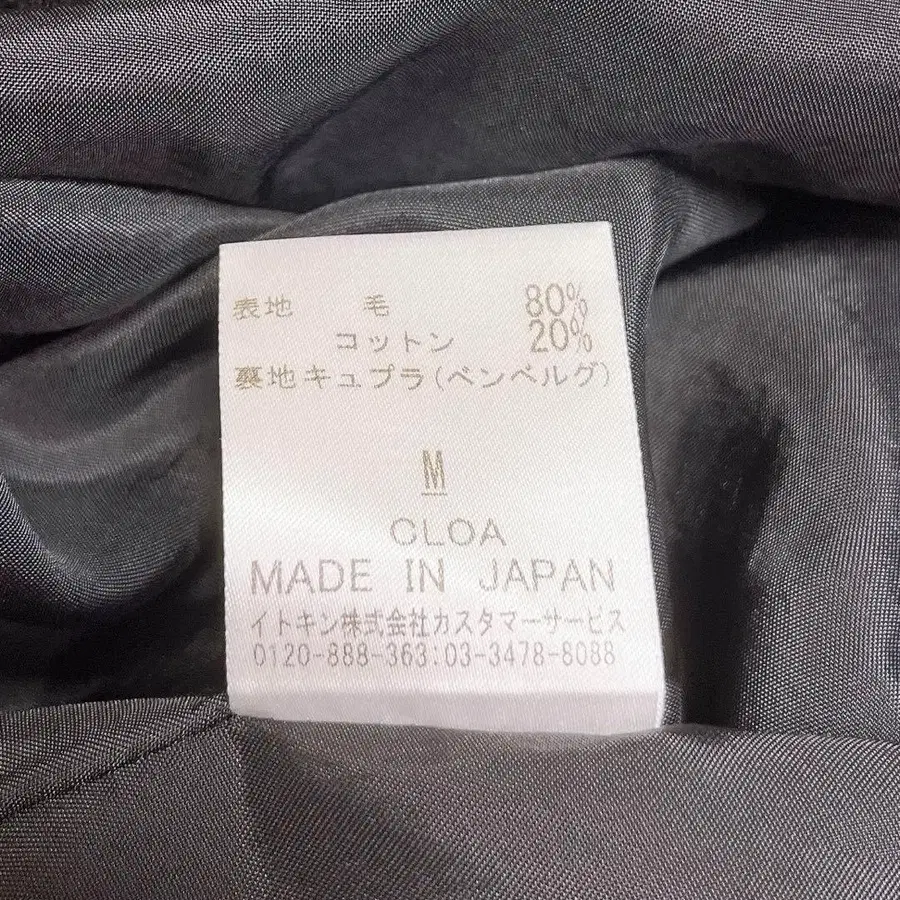 表地 毛 80%
コットン 20%
裏地キュプラ(ベンベルグ)
M
CLOA
MADE IN JAPAN
イトキン株式会社カスタマーサービス
0120-888-363:03-3478-8088